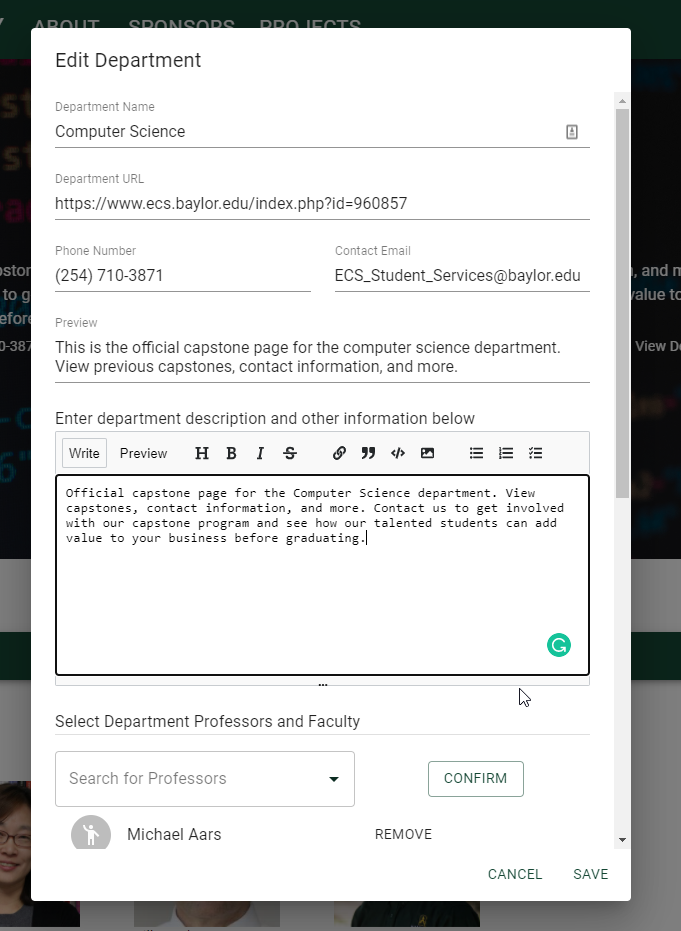 ABOUT SPONSORS PROJECTS
Edit Department
Department Name
Computer Science
Department URL
https://www.ecs.baylor.edu/index.php?id=960857
Phone Number
(254) 710-3871
Contact Email
ECS_Student_Services@baylor.edu
Preview
This is the official capstone page for the computer science department.
View previous capstones, contact information, and more.
Enter department description and other information below
Write Preview
Official capstone page for the Computer Science department. View
capstones, contact information, and more. Contact us to get involved
with our capstone program and see how our talented students can add
value to your business before graduating.
Select Department Professors and Faculty
Search for Professors
CONFIRM
Michael Aars REMOVE
CANCEL SAVE
View